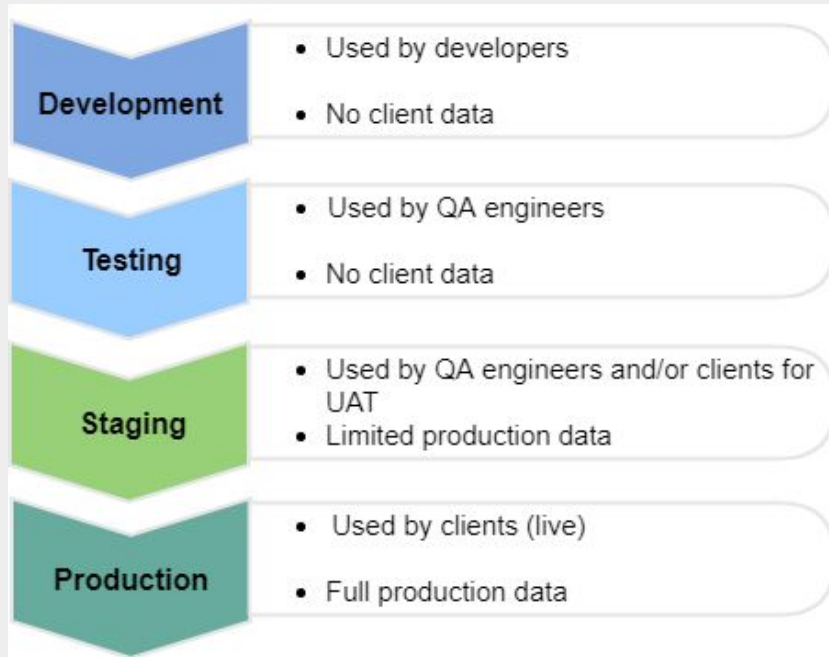 Development
• Used by developers
• No client data
Testing
• Used by QA engineers
• No client data
Staging
• Used by QA engineers and/or clients for
UAT
• Limited production data
Production
• Used by clients (live)
• Full production data